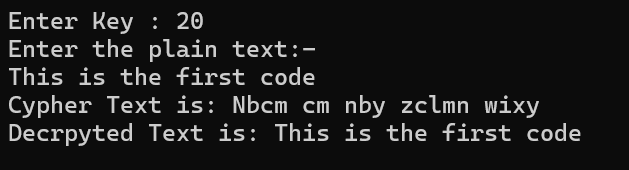 Enter Key : 20
Enter the plain text:-
This is the first code
Cypher Text is: Nbcm cm nby zclmn wixy
Decrpyted Text is: This is the first code